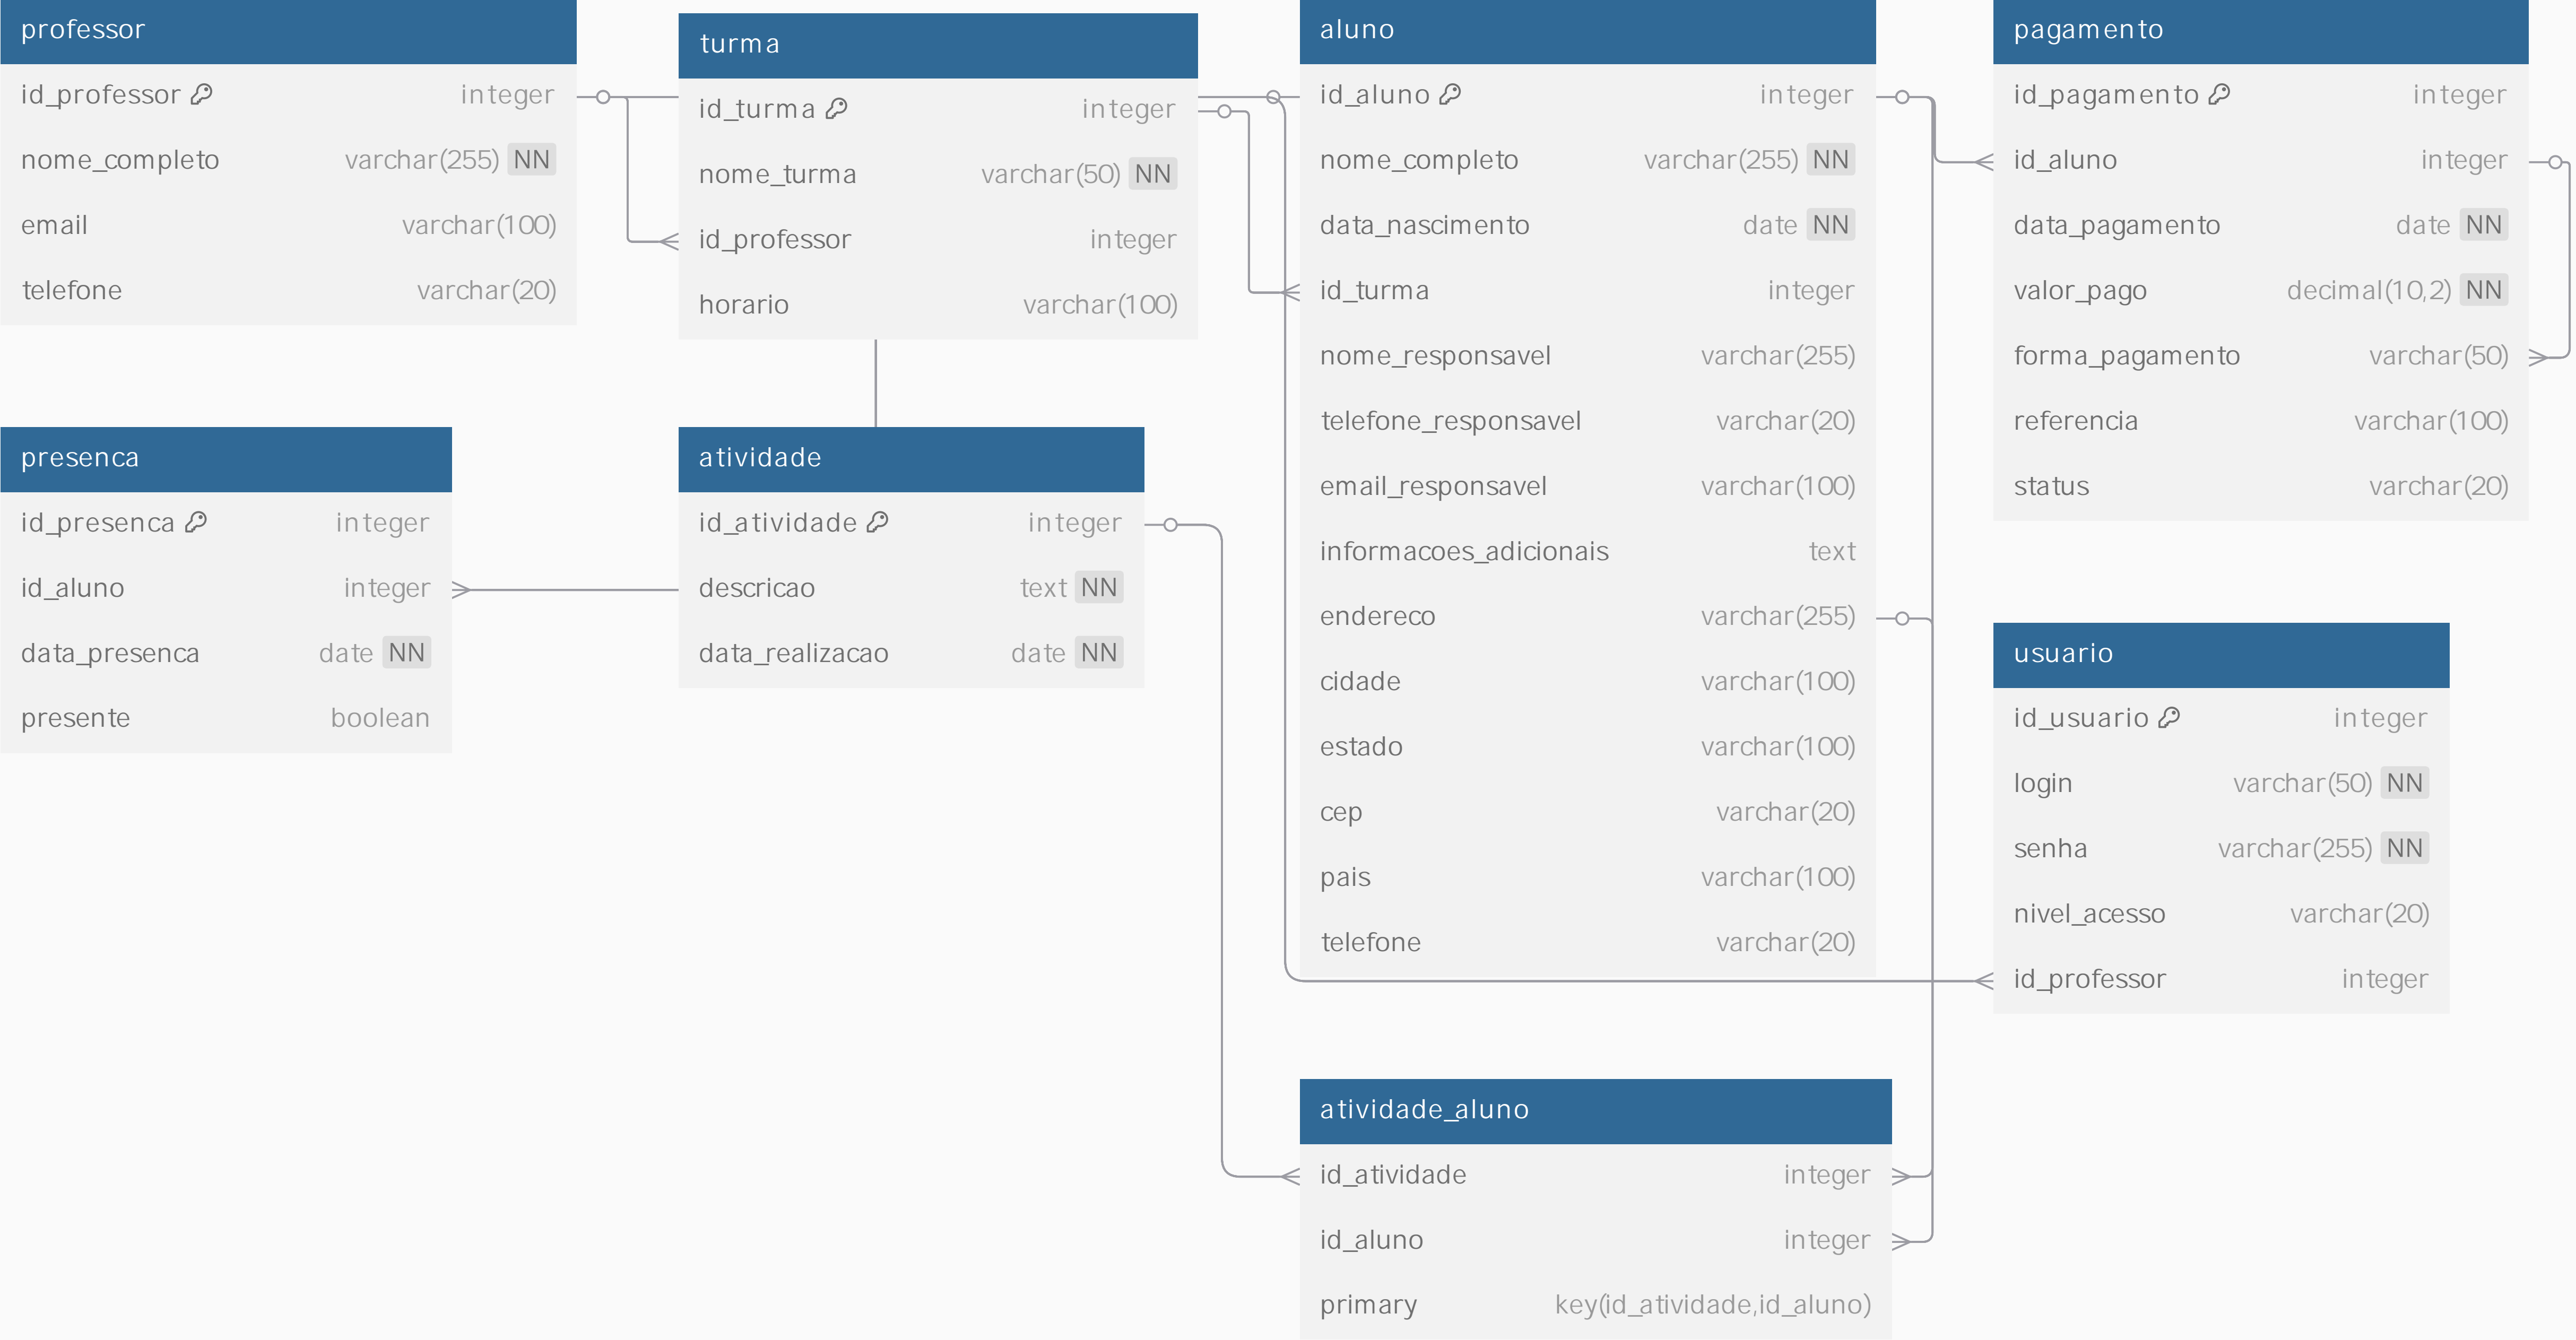 professor
id_professor integer
nome_completo varchar(255) NN
email varchar(100)
telefone varchar(20)
turma
id_turma integer
nome_turma varchar(50) NN
id_professor integer
horario varchar(100)
aluno
id_aluno integer
nome_completo varchar(255) NN
data_nascimento date NN
id_turma integer
nome_responsavel varchar(255)
telefone_responsavel varchar(20)
email_responsavel varchar(100)
informacoes_adicionais text
endereco varchar(255)
cidade varchar(100)
estado varchar(100)
cep varchar(20)
pais varchar(100)
telefone varchar(20)
pagamento
id_pagamento integer
id_aluno integer
data_pagamento date NN
valor_pago decimal(10,2) NN
forma_pagamento varchar(50)
referencia varchar(100)
status varchar(20)
presenca
id_presenca integer
id_aluno integer
data_presenca date NN
presente boolean
atividade
id_atividade integer
descricao text NN
data_realizacao date NN
usuario
id_usuario integer
login varchar(50) NN
senha varchar(255) NN
nivel_acesso varchar(20)
id_professor integer
atividade_aluno
id_atividade integer
id_aluno integer
primary key(id_atividade,id_aluno)